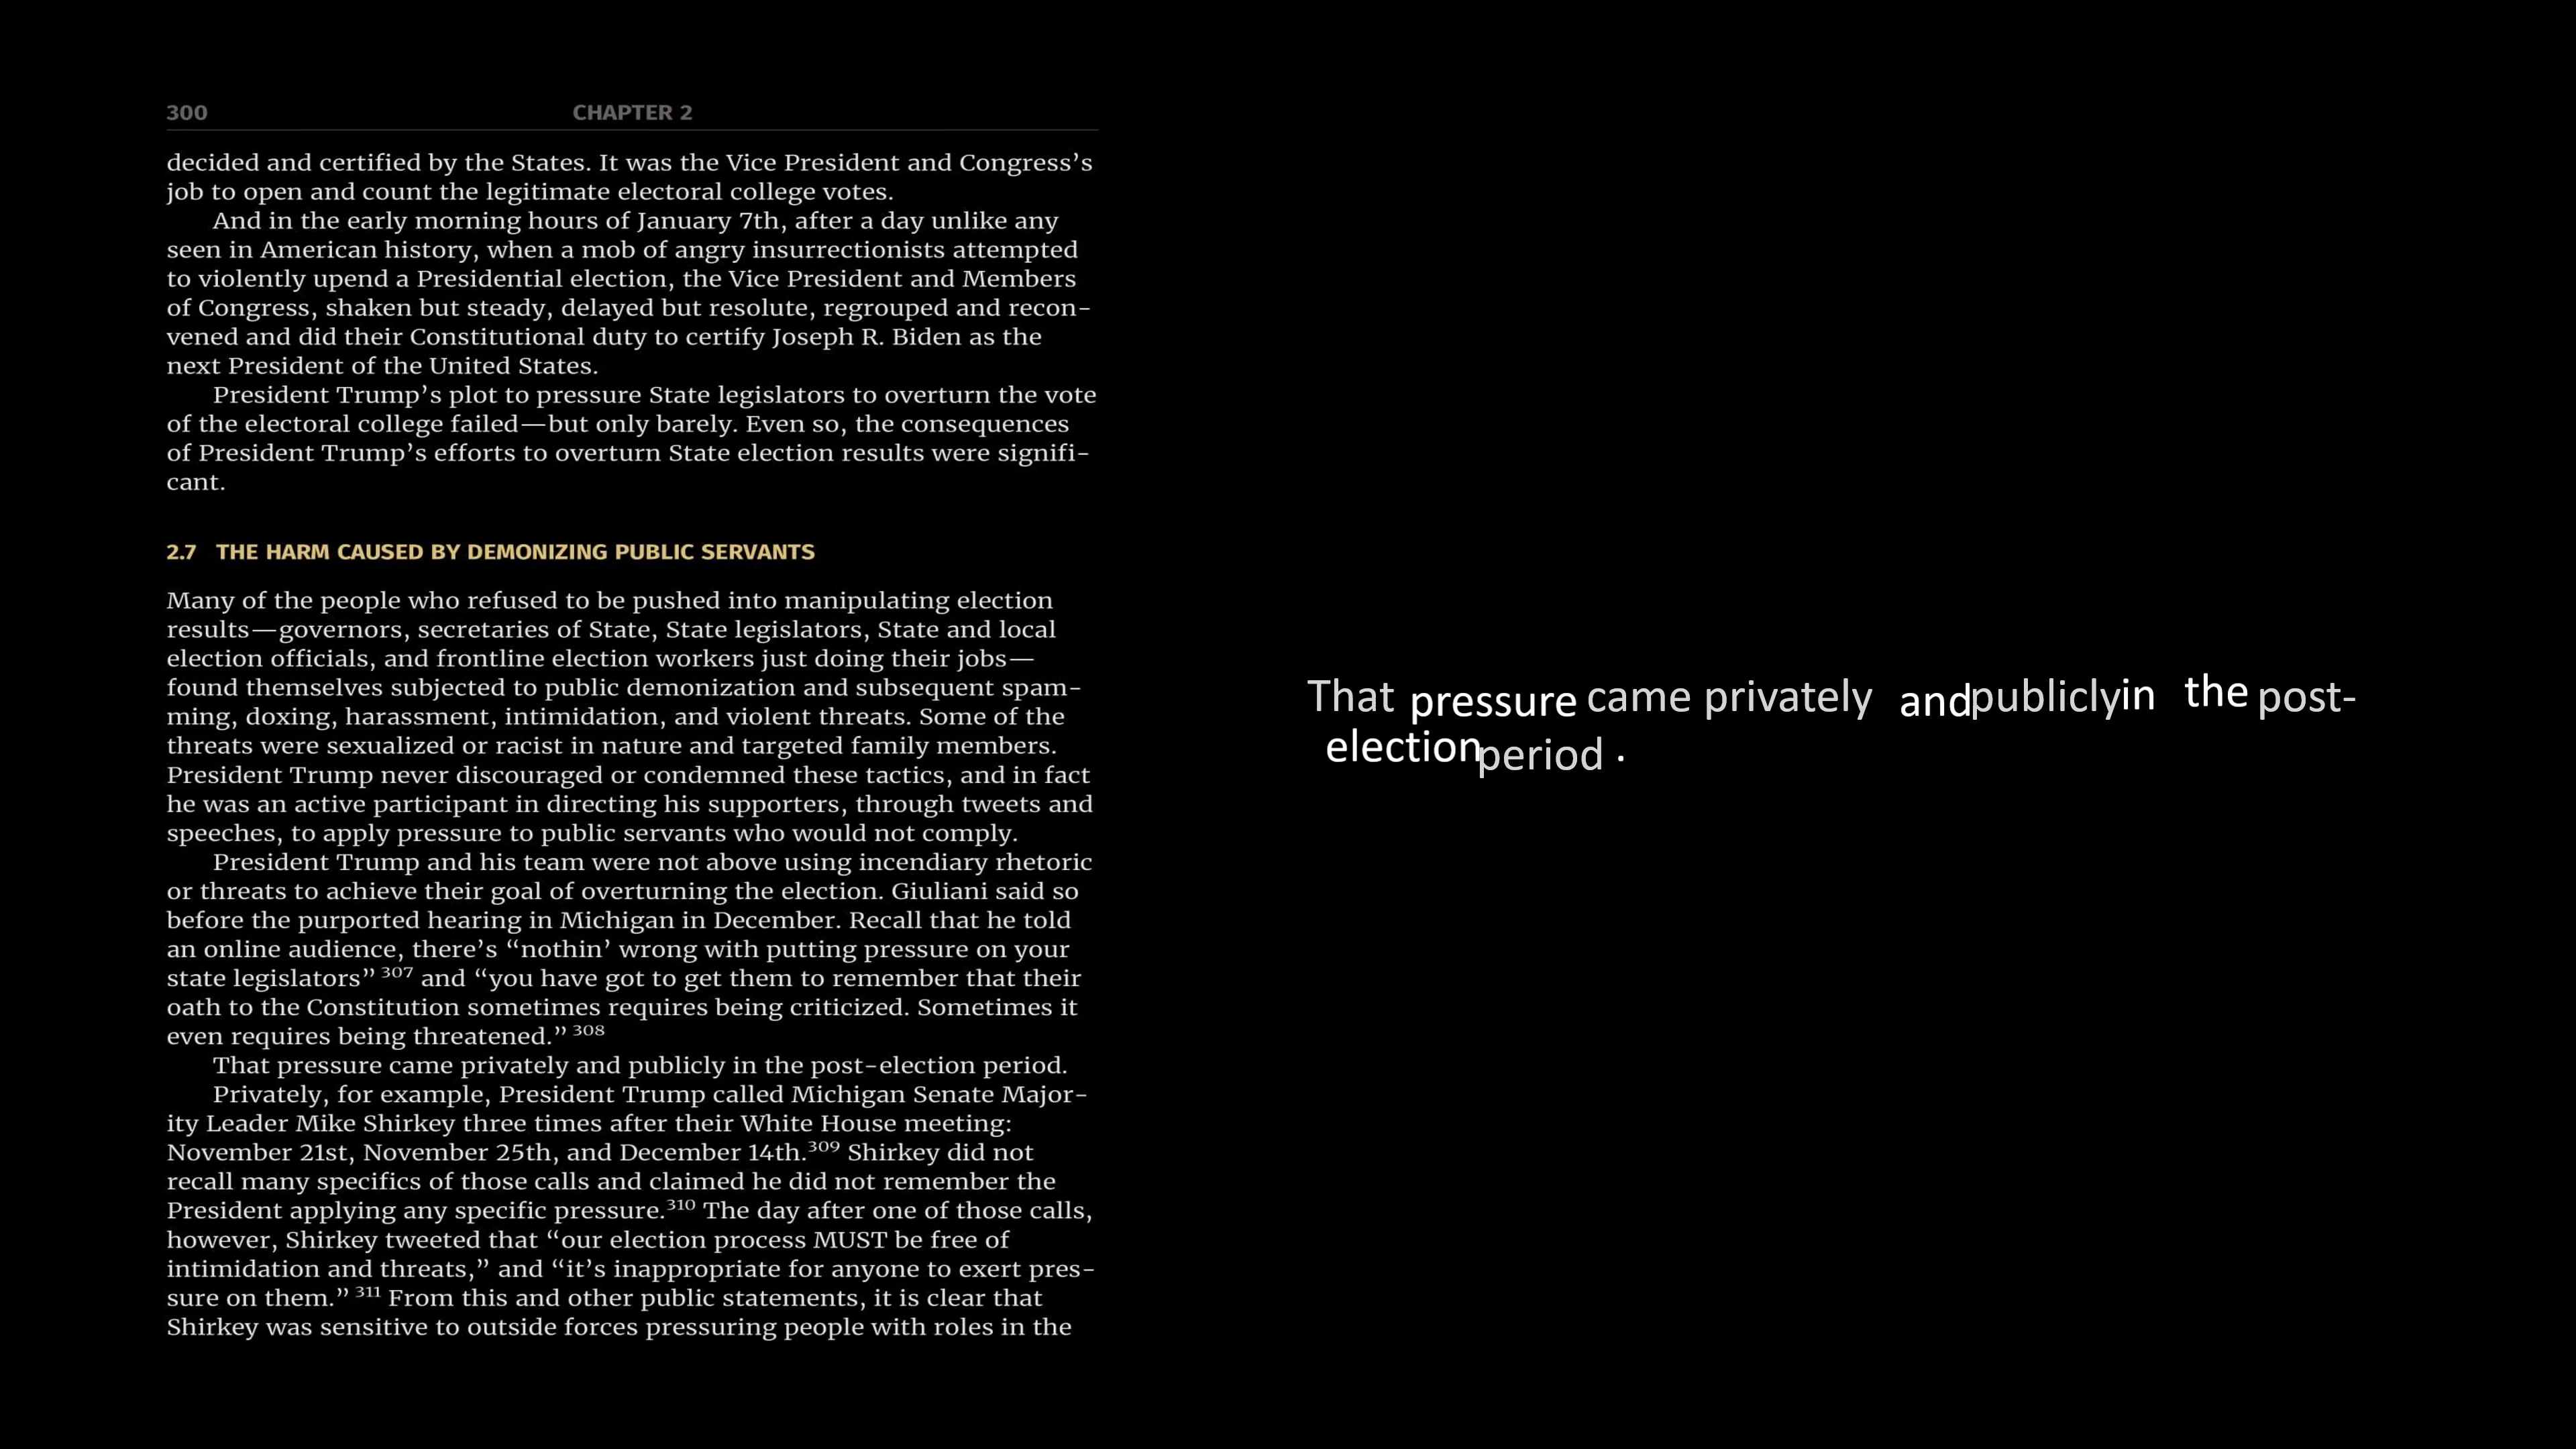 300 CHAPTER 2
decided and certified by the States. It was the Vice President and Congress’s
job to open and count the legitimate electoral college votes.
And in the early morning hours of January 7th, after a day unlike any
seen in American history, when a mob of angry insurrectionists attempted
to violently upend a Presidential election, the Vice President and Members
of Congress, shaken but steady, delayed but resolute, regrouped and recon-
vened and did their Constitutional duty to certify Joseph R. Biden as the
next President of the United States.
President Trump’s plot to pressure State legislators to overturn the vote
of the electoral college failed—but only barely. Even so, the consequences
of President Trump’s efforts to overturn State election results were signifi-
cant.
2.7 THE HARM CAUSED BY DEMONIZING PUBLIC SERVANTS
Many of the people who refused to be pushed into manipulating election
results—governors, secretaries of State, State legislators, State and local
election officials, and frontline election workers just doing their jobs—
found themselves subjected to public demonization and subsequent spam-
ming, doxing, harassment, intimidation, and violent threats. Some of the
threats were sexualized or racist in nature and targeted family members.
President Trump never discouraged or condemned these tactics, and in fact
he was an active participant in directing his supporters, through tweets and
speeches, to apply pressure to public servants who would not comply.
President Trump and his team were not above using incendiary rhetoric
or threats to achieve their goal of overturning the election. Giuliani said so
before the purported hearing in Michigan in December. Recall that he told
an online audience, there’s “nothin’ wrong with putting pressure on your
state legislators” 307 and “you have got to get them to remember that their
oath to the Constitution sometimes requires being criticized. Sometimes it
even requires being threatened.” 308
That pressure came privately and publicly in the post-election period.
Privately, for example, President Trump called Michigan Senate Major-
ity Leader Mike Shirkey three times after their White House meeting:
November 21st, November 25th, and December 14th.309 Shirkey did not
recall many specifics of those calls and claimed he did not remember the
President applying any specific pressure.310 The day after one of those calls,
however, Shirkey tweeted that “our election process MUST be free of
intimidation and threats,” and “it’s inappropriate for anyone to exert pres-
sure on them.” 311 From this and other public statements, it is clear that
Shirkey was sensitive to outside forces pressuring people with roles in the
That pressure came privately and publicly in the post-
election period .